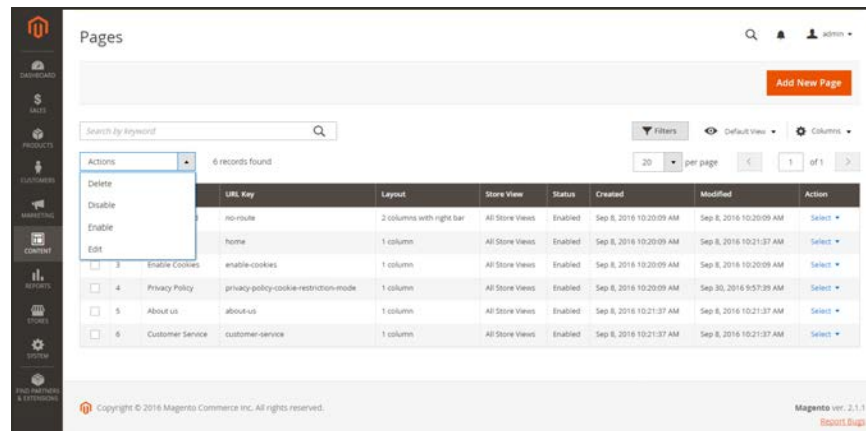 Pages
admin
DASHBOARD
SALES
PRODUCTS
CUSTOMERS
MARKETING
CONTENT
REPORTS
STORES
SYSTEM
FIND PARTNERS
& EXTENSIONS
Add New Page
Search by keyword
Filters Default View Columns
Actions 6 records found 20 per page 1 of 1
Delete
Disable
Enable
Edit
URL Key Layout Store View Status Created Modified Action
no-route 2 columns with right bar All Store Views Enabled Sep 8, 2016 10:20:09 AM Sep 8, 2016 10:20:09 AM Select
home 1 column All Store Views Enabled Sep 8, 2016 10:20:09 AM Sep 8, 2016 10:21:37 AM Select
3 Enable Cookies enable-cookies 1 column All Store Views Enabled Sep 8, 2016 10:20:09 AM Sep 8, 2016 10:20:09 AM Select
4 Privacy Policy privacy-policy-cookie-restriction-mode 1 column All Store Views Enabled Sep 8, 2016 10:20:09 AM Sep 30, 2016 9:57:39 AM Select
5 About us about-us 1 column All Store Views Enabled Sep 8, 2016 10:21:37 AM Sep 8, 2016 10:21:37 AM Select
6 Customer Service customer-service 1 column All Store Views Enabled Sep 8, 2016 10:21:37 AM Sep 8, 2016 10:21:37 AM Select
Copyright © 2016 Magento Commerce Inc. All rights reserved.
Magento ver. 2.1.1
Report Bugs